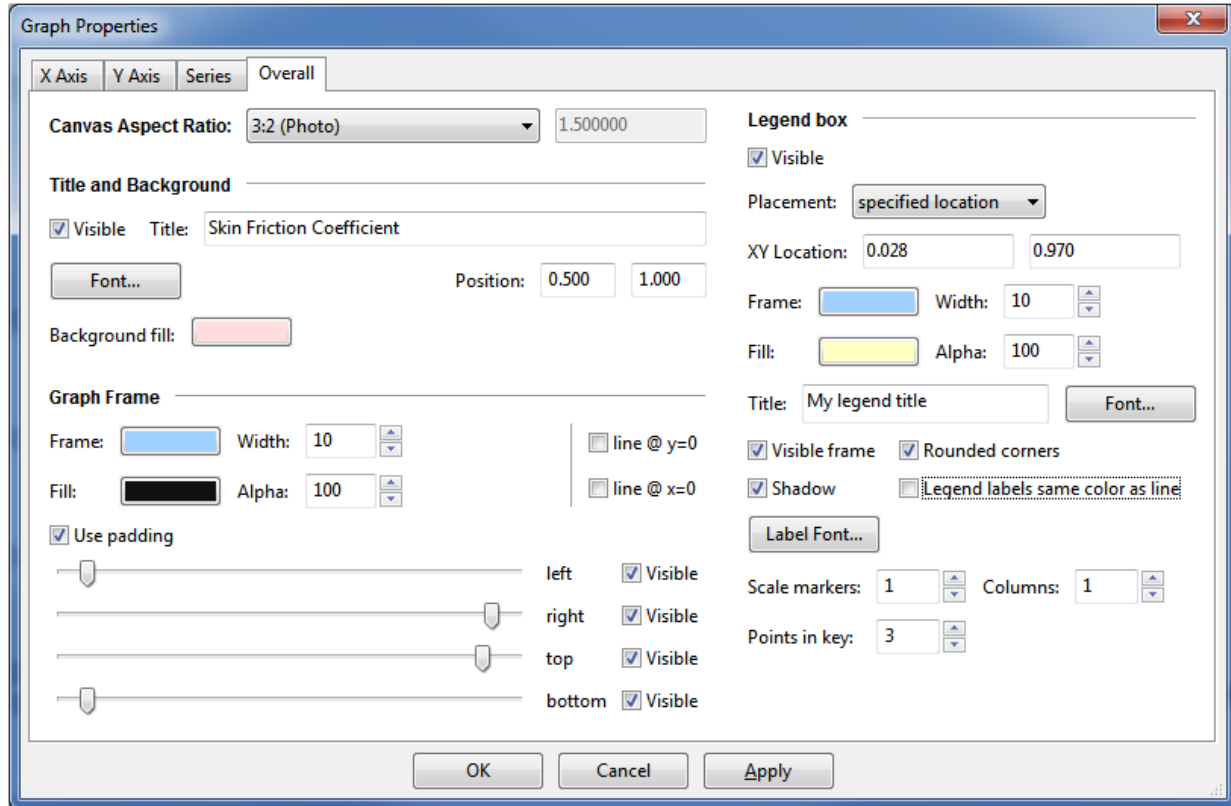 Graph Properties
X Axis Y Axis Series Overall
Canvas Aspect Ratio: 3:2 (Photo) 1.500000
Title and Background
Visible Title: Skin Friction Coefficient
Font... Position: 0.500 1.000
Background fill:
Graph Frame
Frame: Width: 10 line @ y=0
Fill: Alpha: 100 line @ x=0
Use padding
left Visible
right Visible
top Visible
bottom Visible
Legend box
Visible
Placement: specified location
XY Location: 0.028 0.970
Frame: Width: 10
Fill: Alpha: 100
Title: My legend title Font...
Visible frame Rounded corners
Shadow Legend labels same color as line
Label Font...
Scale markers: 1 Columns: 1
Points in key: 3
OK Cancel Apply